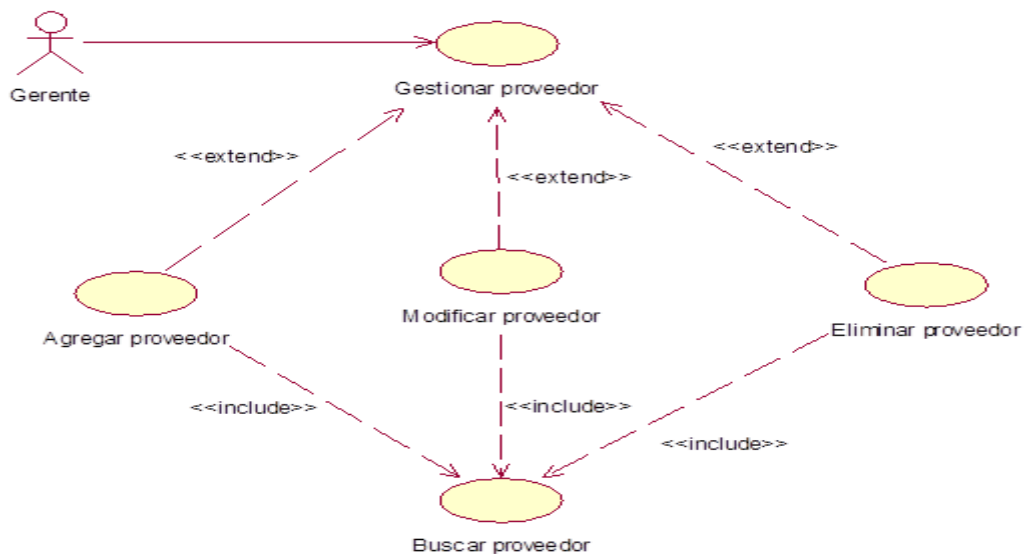 Gerente
Gestionar proveedor
<<extend>>
<<extend>>
<<extend>>
Agregar proveedor
Modificar proveedor
Eliminar proveedor
<<include>>
<<include>>
<<include>>
Buscar proveedor